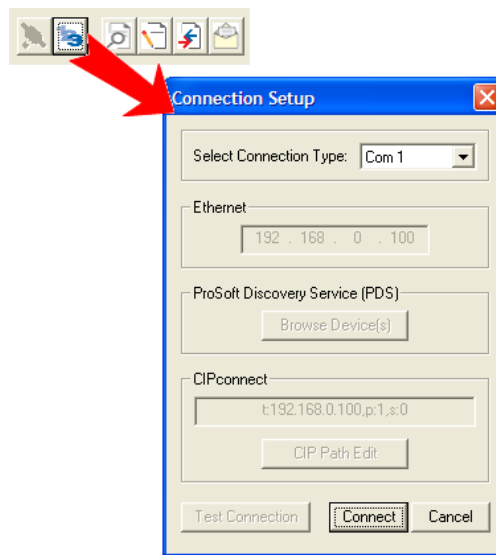 Connection Setup
Select Connection Type: Com 1
Ethernet
192 . 168 . 0 . 100
ProSoft Discovery Service (PDS)
Browse Device(s)
CIPconnect
t:192.168.0.100,p:1,s:0
CIP Path Edit
Test Connection Connect Cancel